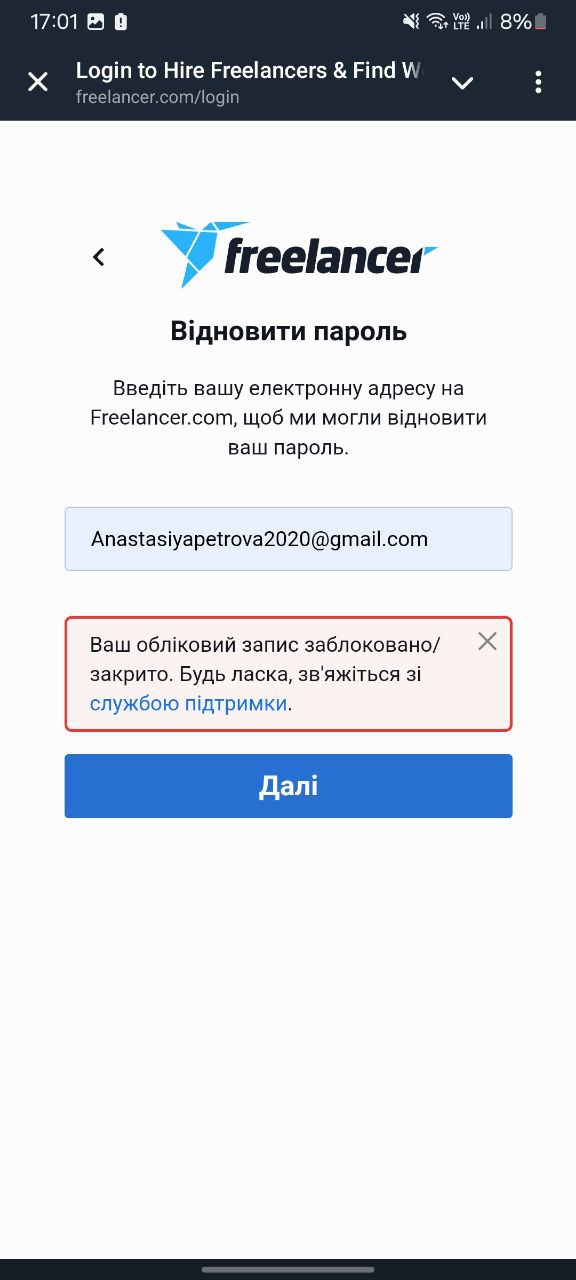 17:01
Vo)) LTE 8%
Login to Hire Freelancers & Find W
freelancer.com/login
freelancer
Відновити пароль
Введіть вашу електронну адресу на
Freelancer.com, щоб ми могли відновити
ваш пароль.
Anastasiyapetrova2020@gmail.com
Ваш обліковий запис заблоковано/
закрито. Будь ласка, зв'яжіться зі
службою підтримки.
Далі